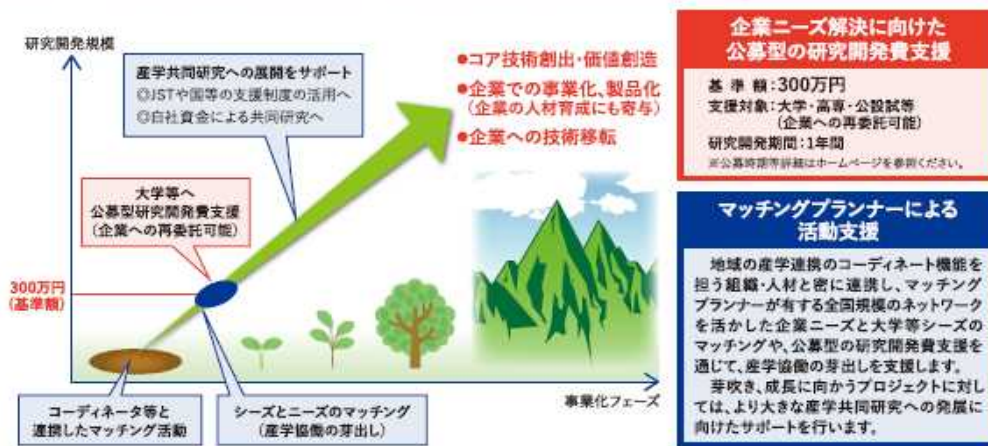 研究開発規模
産学共同研究への展開をサポート
◎JSTや国等の支援制度の活用へ
◎自社資金による共同研究へ
●コア技術創出・価値創造
●企業での事業化、製品化
(企業の人材育成にも寄与)
●企業への技術移転
大学等へ
公募型研究開発費支援
(企業への再委託可能)
300万円
(基準額)
コーディネータ等と
連携したマッチング活動
シーズとニーズのマッチング
(産学協働の芽出し)
事業化フェーズ
企業ニーズ解決に向けた
公募型の研究開発費支援
基 準 額:300万円
支援対象:大学・高専・公設試等
(企業への再委託可能)
研究開発期間:1年間
※公募時期等詳細はホームページを参照ください。
マッチングプランナーによる
活動支援
地域の産学連携のコーディネート機能を
担う組織・人材と密に連携し、マッチング
プランナーが有する全国規模のネットワーク
を活かした企業ニーズと大学等シーズの
マッチングや、公募型の研究開発費支援を
通じて、産学協働の芽出しを支援します。
芽吹き、成長に向かうプロジェクトに対し
ては、より大きな産学共同研究への発展に
向けたサポートを行います。